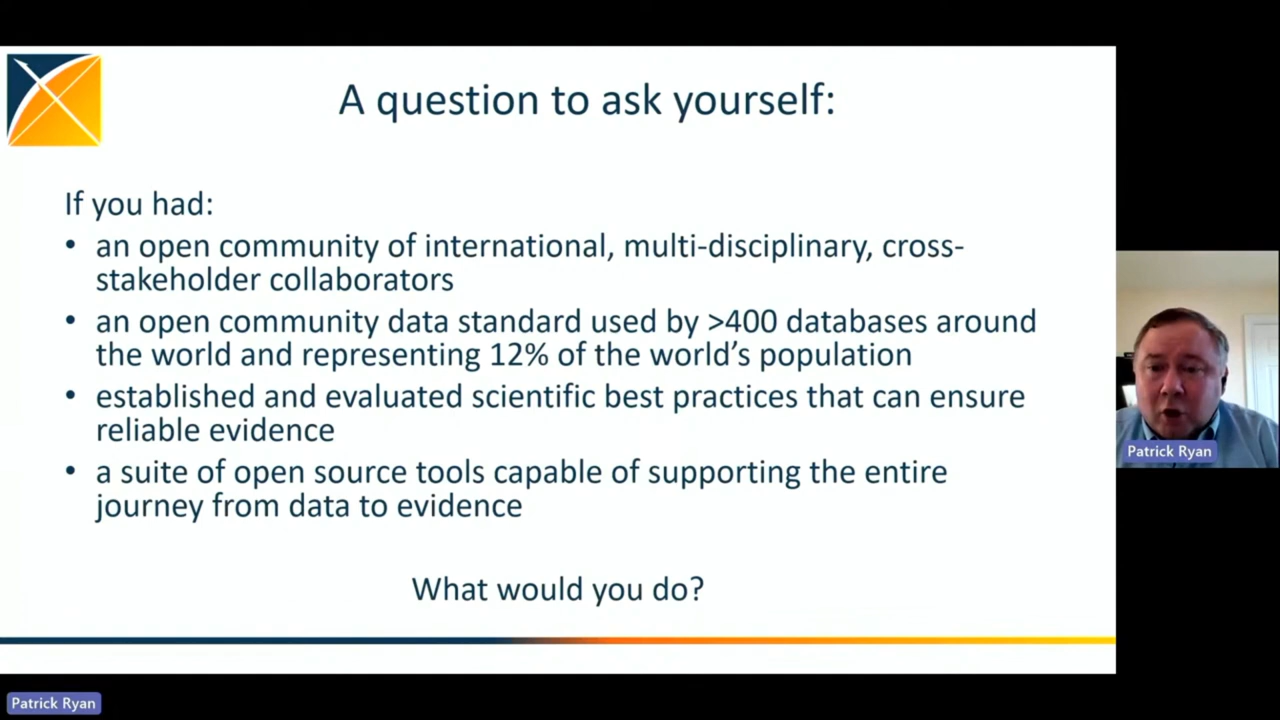 A question to ask yourself:
If you had:
• an open community of international, multi-disciplinary, cross-
stakeholder collaborators
• an open community data standard used by >400 databases around
the world and representing 12% of the world’s population
• established and evaluated scientific best practices that can ensure
reliable evidence
• a suite of open source tools capable of supporting the entire
journey from data to evidence
What would you do?
Patrick Ryan
Patrick Ryan